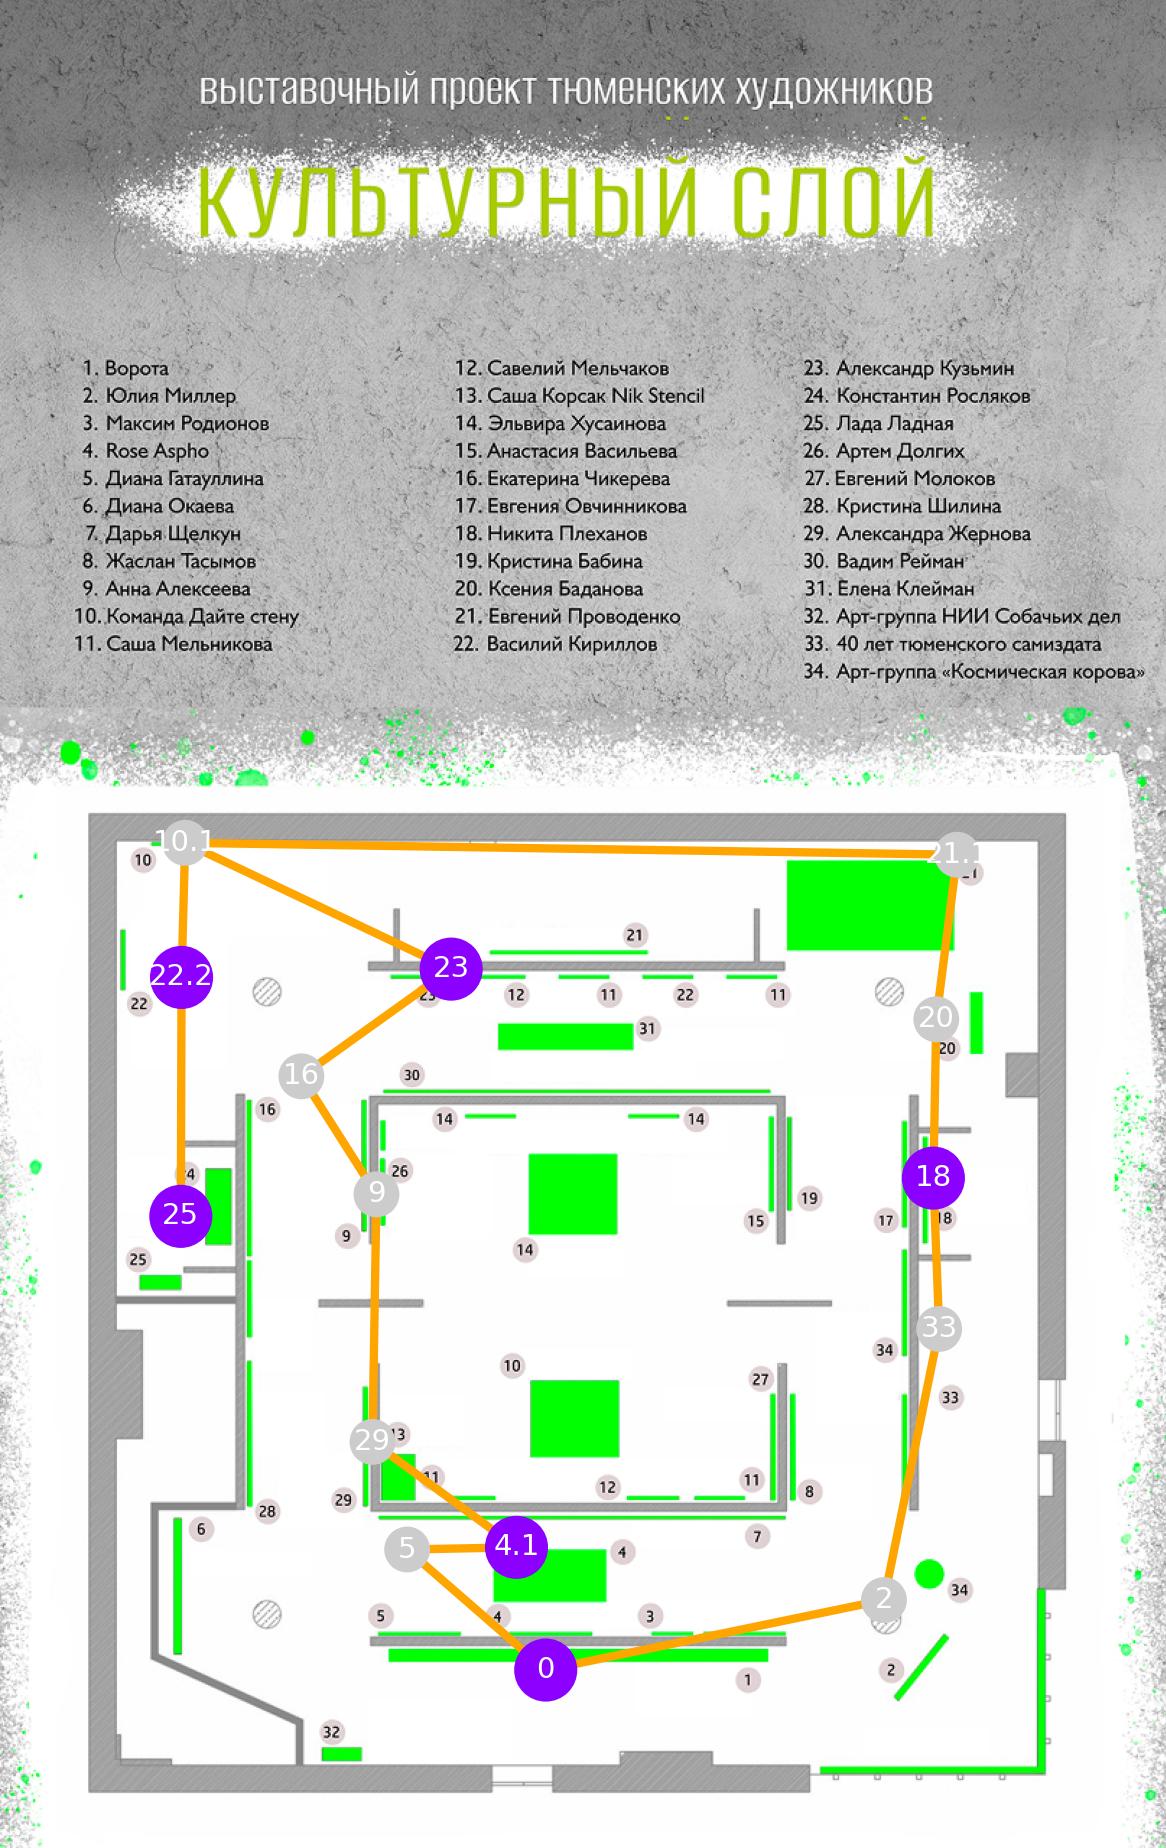 выставочный проект тюменских художников
КУЛЬТУРНЫЙ СЛОЙ
1. Ворота
2. Юлия Миллер
3. Максим Родионов
4. Rose Aspho
5. Диана Гатауллина
6. Диана Окаева
7. Дарья Щелкун
8. Жаслан Тасымов
9. Анна Алексеева
10. Команда Дайте стену
11. Саша Мельникова
12. Савелий Мельчаков
13. Саша Корсак Nik Stencil
14. Эльвира Хусаинова
15. Анастасия Васильева
16. Екатерина Чикерева
17. Евгения Овчинникова
18. Никита Плеханов
19. Кристина Бабина
20. Ксения Баданова
21. Евгений Проводенко
22. Василий Кириллов
23. Александр Кузьмин
24. Константин Росляков
25. Лада Ладная
26. Артем Долгих
27. Евгений Молоков
28. Кристина Шилина
29. Александра Жернова
30. Вадим Рейман
31. Елена Клейман
32. Арт-группа НИИ Собачьих дел
33. 40 лет тюменского самиздата
34. Арт-группа «Космическая корова»
10.1 21.1
10
21
23 22.2
22 12 11 22 11
20
31
20
16 30
16 14 14
26
18
9
19
25 15 17 18
9
25 14
33
34
10 27
33
29
11 12 11
29 8
28
6 7
4.1 5 4
34
2
5 4 3
0 2
1
32